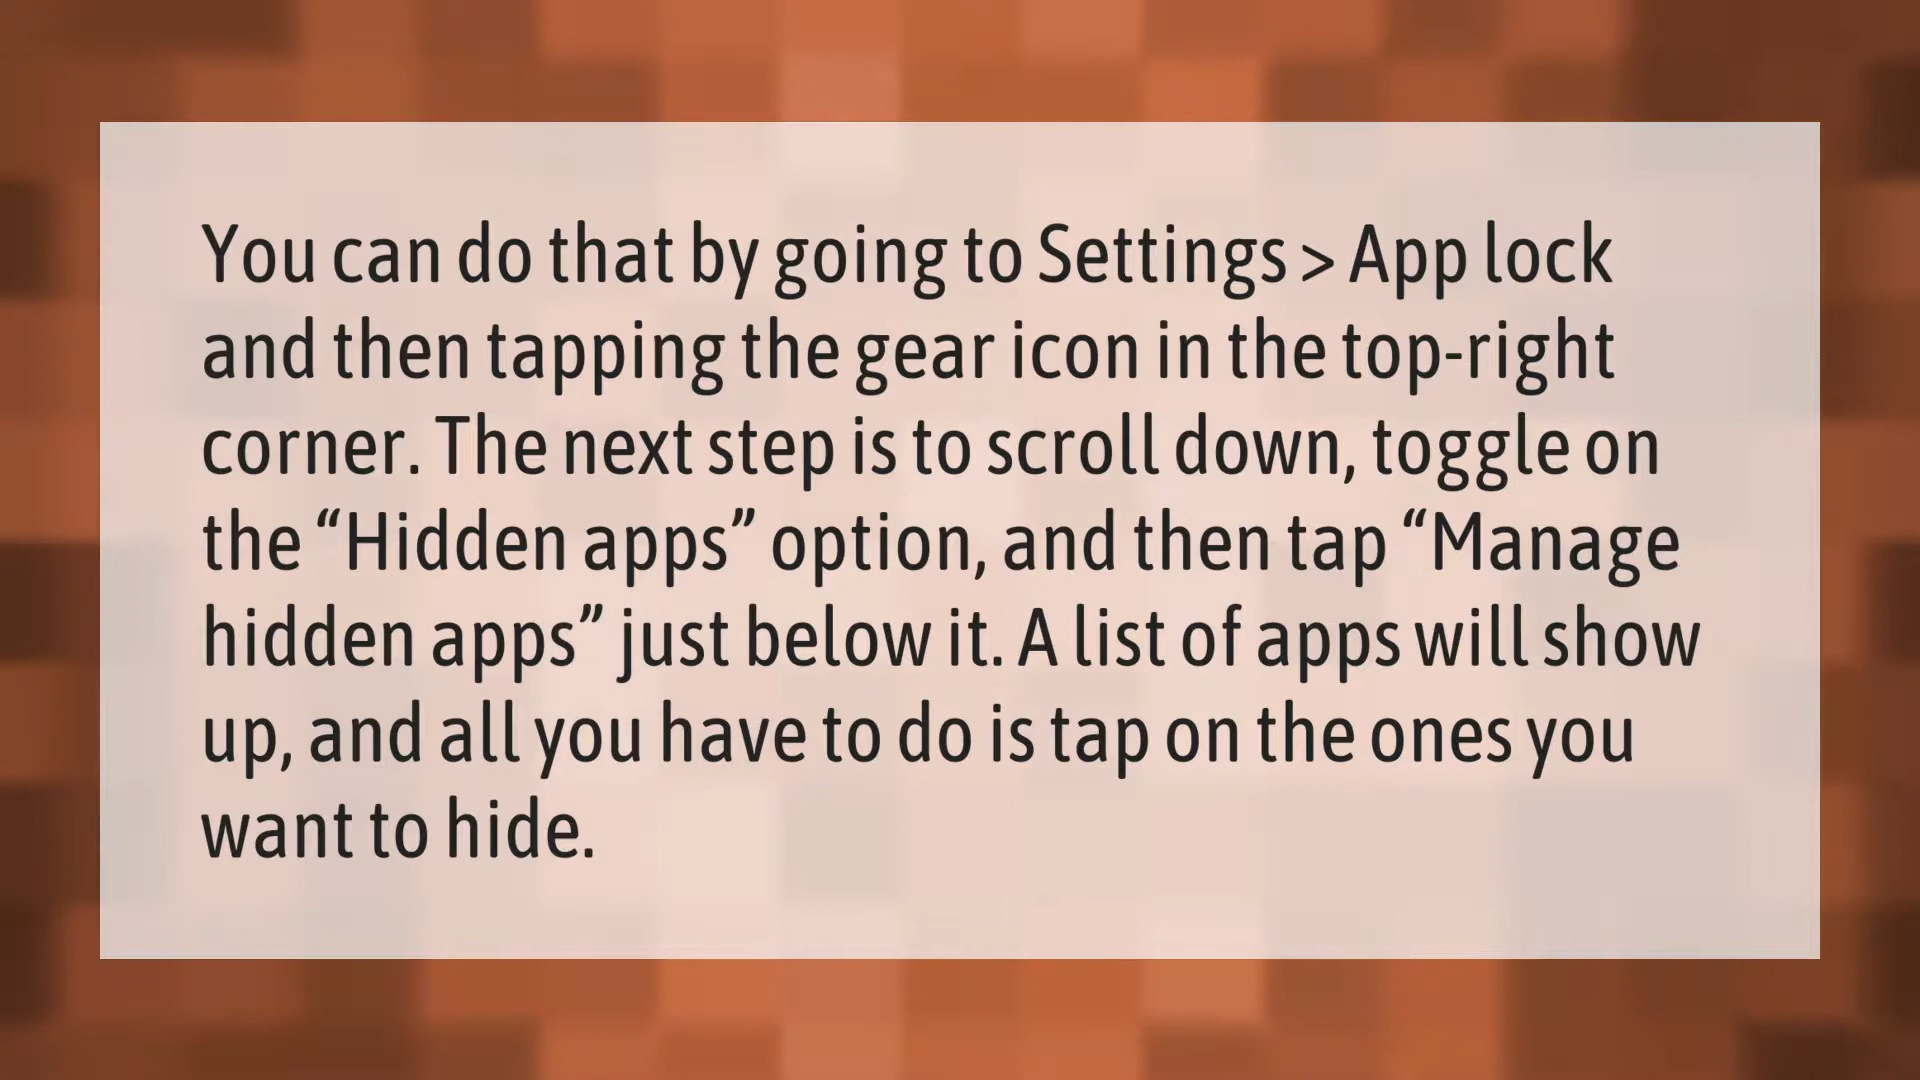 You can do that by going to Settings > App lock
and then tapping the gear icon in the top-right
corner. The next step is to scroll down, toggle on
the “Hidden apps” option, and then tap “Manage
hidden apps” just below it. A list of apps will show
up, and all you have to do is tap on the ones you
want to hide.